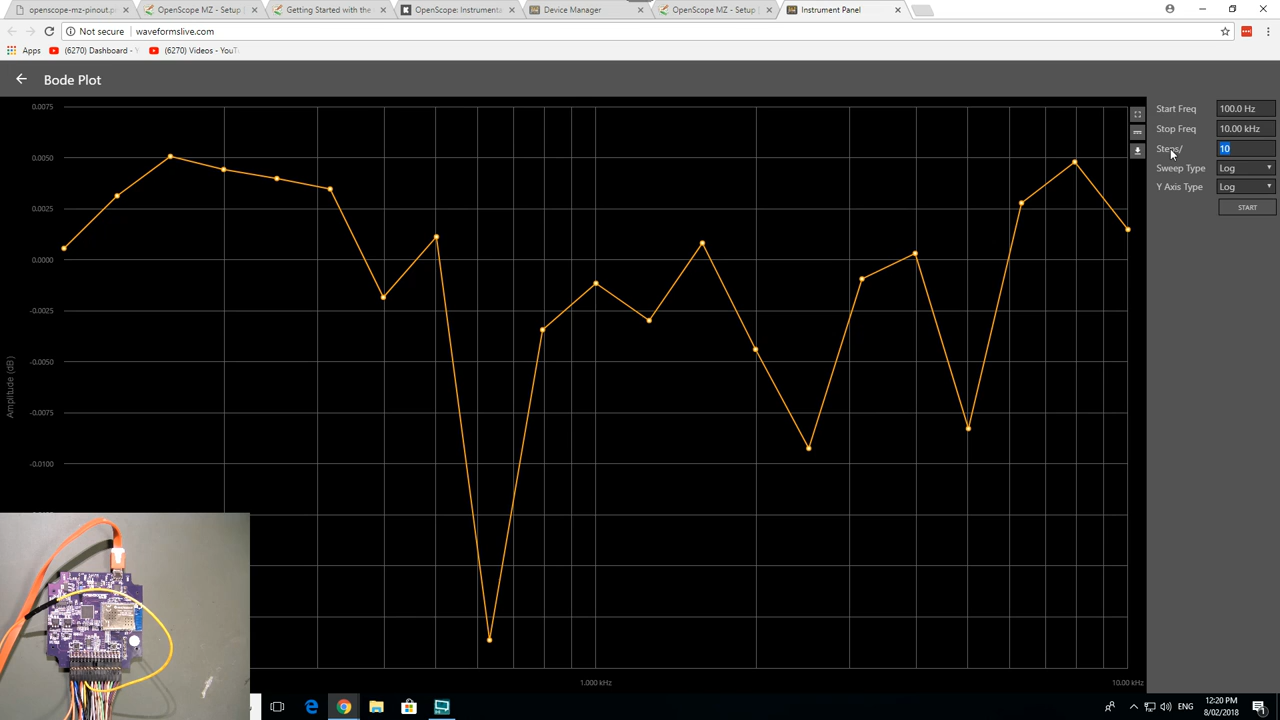 openscope-mz-pinout.p
OpenScope MZ - Setup
Getting Started with the
OpenScope: Instrumenta
Device Manager
OpenScope MZ - Setup
Instrument Panel
Not secure
waveformslive.com
Apps
(6270) Dashboard - Y
(6270) Videos - YouT
Bode Plot
Start Freq
100.0 Hz
Stop Freq
10.00 kHz
Steps/
10
Sweep Type
Log
Y Axis Type
Log
START
0.0075
0.0050
0.0025
0.0000
-0.0025
-0.0050
-0.0075
-0.0100
Amplitude (dB)
1.000 kHz
10.00 kHz
ENG
12:20 PM
8/02/2018